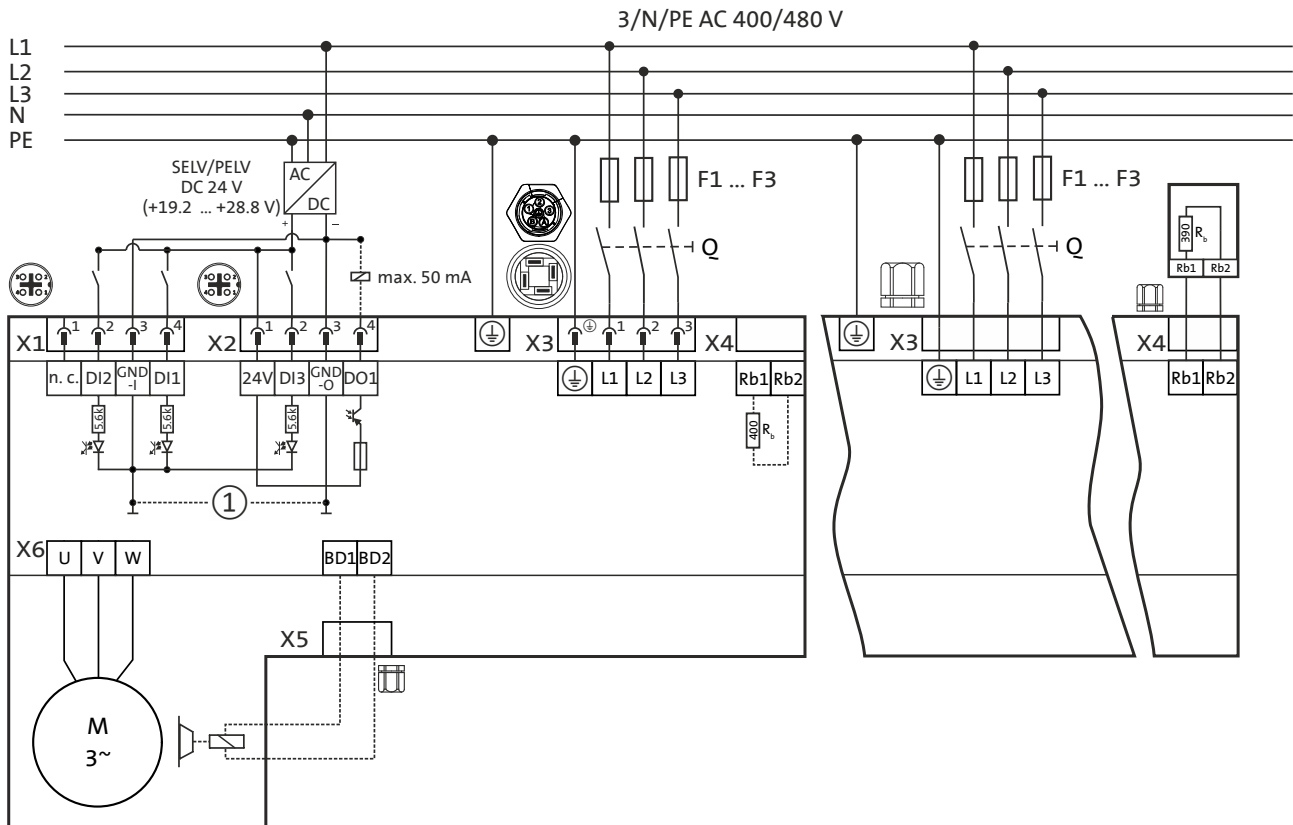 3/N/PE AC 400/480 V
L1
L2
L3
N
PE
SELV/PELV
DC 24 V
(+19.2 ... +28.8 V)
AC
DC
+ −
F1 ... F3
F1 ... F3
Q
Q
max. 50 mA
390 Rb
Rb1 Rb2
X1 1 2 3 4
X2 1 2 3 4
X3 1 2 3
X4
X3
X4
n. c. DI2 GND-I DI1
24V DI3 GND-O DO1
L1 L2 L3
Rb1 Rb2
L1 L2 L3
Rb1 Rb2
5.6k
5.6k
5.6k
400 Rb
1
X6 U V W
BD1 BD2
X5
M
3~